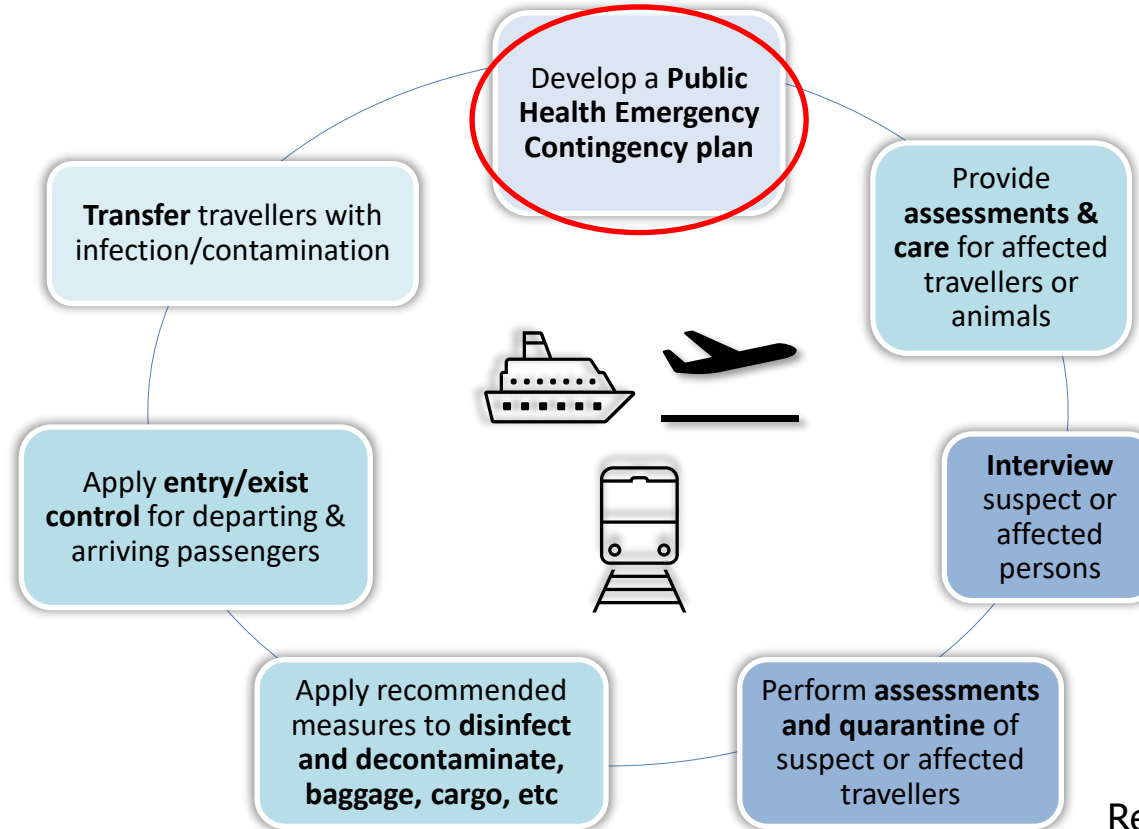 Develop a Public
Health Emergency
Contingency plan
Provide
assessments &
care for affected
travellers or
animals
Interview
suspect or
affected
persons
Perform assessments
and quarantine of
suspect or affected
travellers
Apply recommended
measures to disinfect
and decontaminate,
baggage, cargo, etc
Apply entry/exist
control for departing &
arriving passengers
Transfer travellers with
infection/contamination
Re